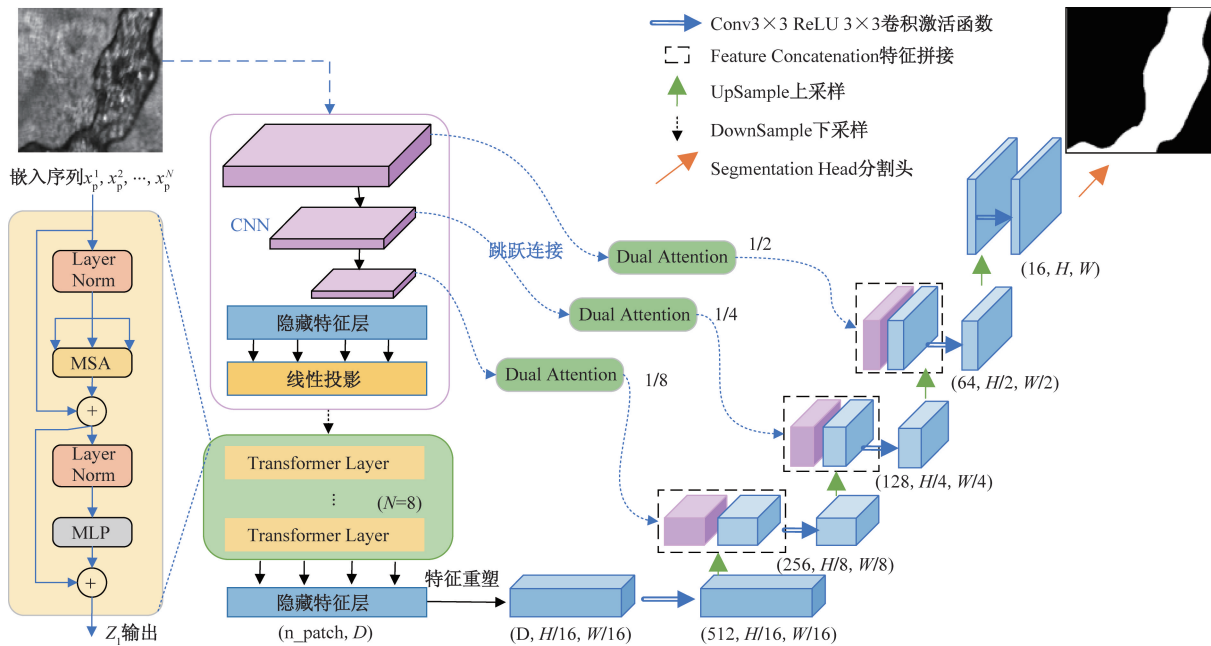 Conv3×3 ReLU 3×3卷积激活函数
Feature Concatenation特征拼接
UpSample上采样
DownSample下采样
Segmentation Head分割头
嵌入序列x_p^1, x_p^2, ···, x_p^N
Layer
Norm
MSA
+
Layer
Norm
MLP
+
Z_1输出
CNN
隐藏特征层
线性投影
Transformer Layer
⋮
(N=8)
Transformer Layer
隐藏特征层
(n_patch, D)
特征重塑
跳跃连接
Dual Attention
1/2
Dual Attention
1/4
Dual Attention
1/8
(D, H/16, W/16)
(512, H/16, W/16)
(256, H/8, W/8)
(128, H/4, W/4)
(64, H/2, W/2)
(16, H, W)